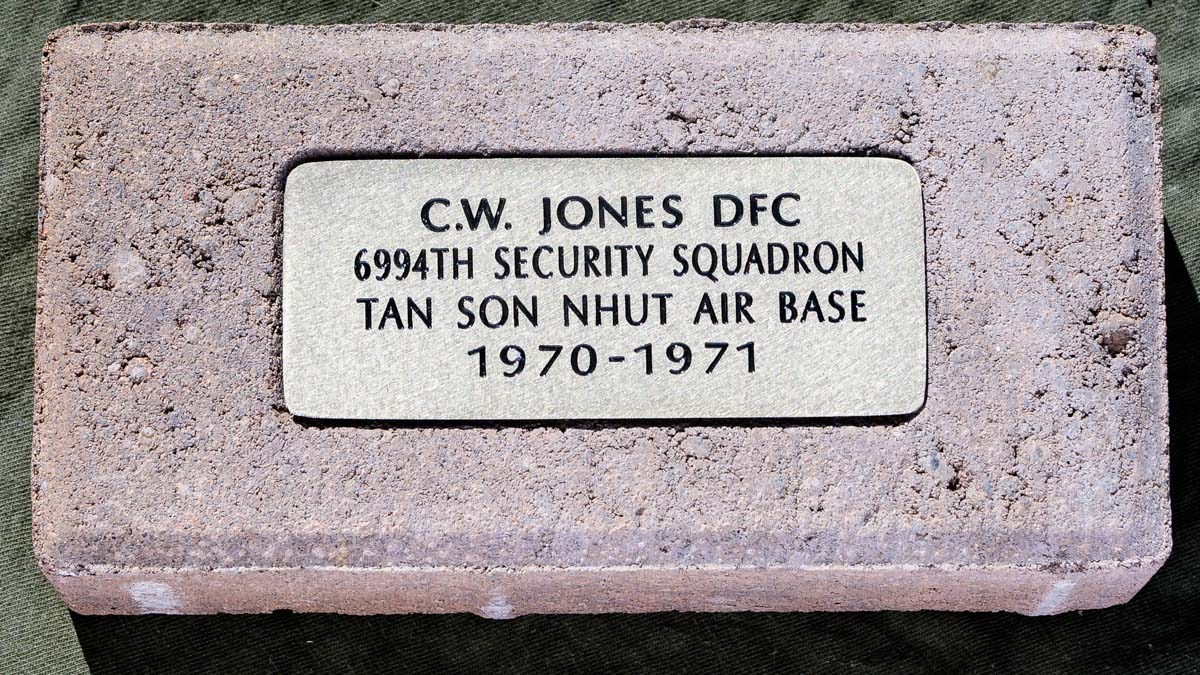 C.W. JONES DFC
6994TH SECURITY SQUADRON
TAN SON NHUT AIR BASE
1970-1971